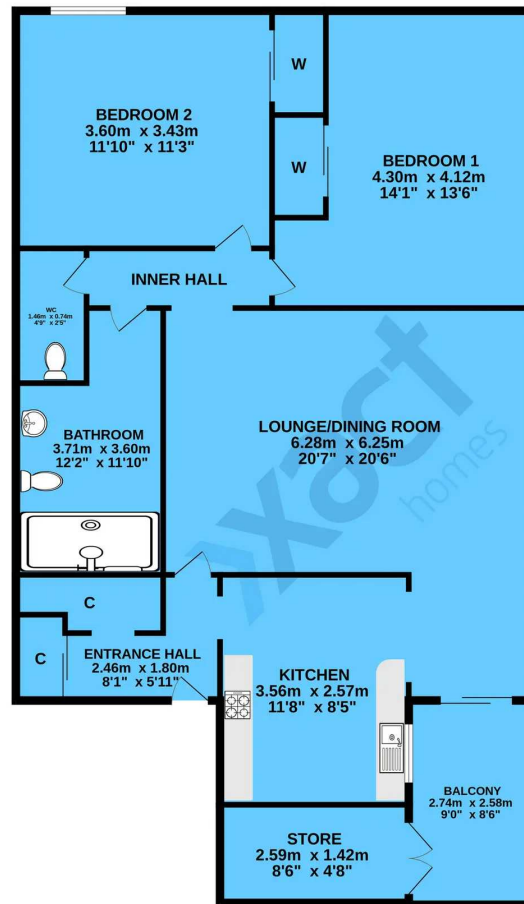 BEDROOM 2
3.60m x 3.43m
11'10" x 11'3"
W
W
BEDROOM 1
4.30m x 4.12m
14'1" x 13'6"
INNER HALL
WC
1.46m x 0.74m
4'9" x 2'5"
BATHROOM
3.71m x 3.60m
12'2" x 11'10"
LOUNGE/DINING ROOM
6.28m x 6.25m
20'7" x 20'6"
xxact
homes
C
C
ENTRANCE HALL
2.46m x 1.80m
8'1" x 5'11"
KITCHEN
3.56m x 2.57m
11'8" x 8'5"
BALCONY
2.74m x 2.58m
9'0" x 8'6"
STORE
2.59m x 1.42m
8'6" x 4'8"